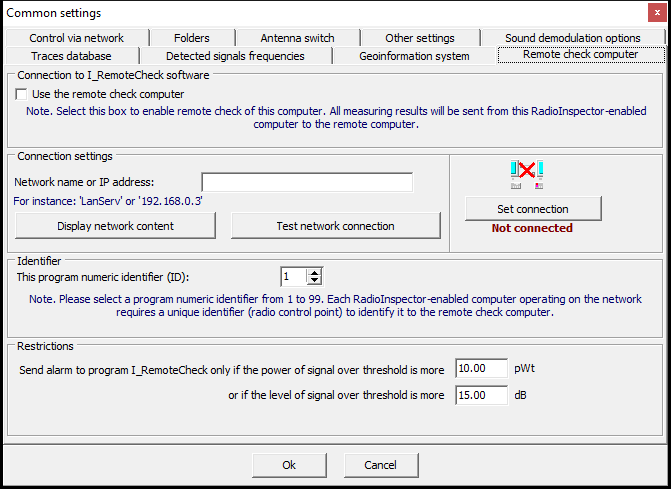 Common settings
Control via network
Folders
Antenna switch
Other settings
Sound demodulation options
Traces database
Detected signals frequencies
Geoinformation system
Remote check computer
Connection to I_RemoteCheck software
Use the remote check computer
Note. Select this box to enable remote check of this computer. All measuring results will be sent from this RadioInspector-enabled
computer to the remote computer.
Connection settings
Network name or IP address:
For instance: 'LanServ' or '192.168.0.3'
Display network content
Test network connection
Set connection
Not connected
Identifier
This program numeric identifier (ID):
1
Note. Please select a program numeric identifier from 1 to 99. Each RadioInspector-enabled computer operating on the network
requires a unique identifier (radio control point) to identify it to the remote check computer.
Restrictions
Send alarm to program I_RemoteCheck only if the power of signal over threshold is more
10.00
pWt
or if the level of signal over threshold is more
15.00
dB
Ok
Cancel